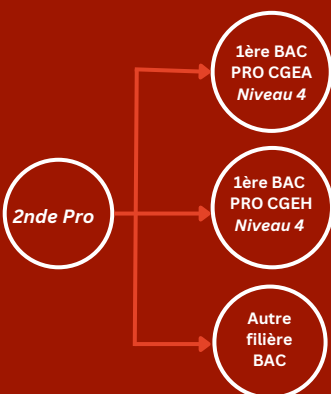 1ère BAC
PRO CGEA
Niveau 4
2nde Pro
1ère BAC
PRO CGEH
Niveau 4
Autre
filière
BAC